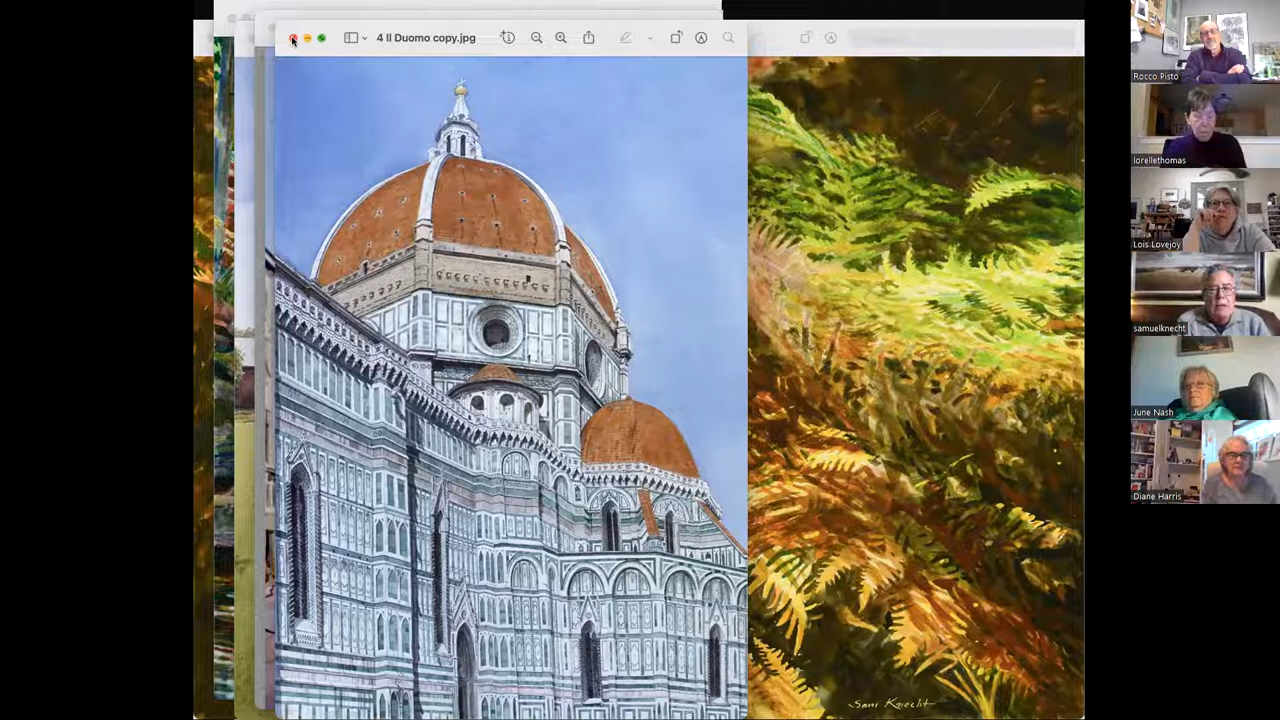 4 Il Duomo copy.jpg
Rocco Pisto
lorellethomas
Lois Lovejoy
samuelknecht
June Nash
Diane Harris
Sam Knecht